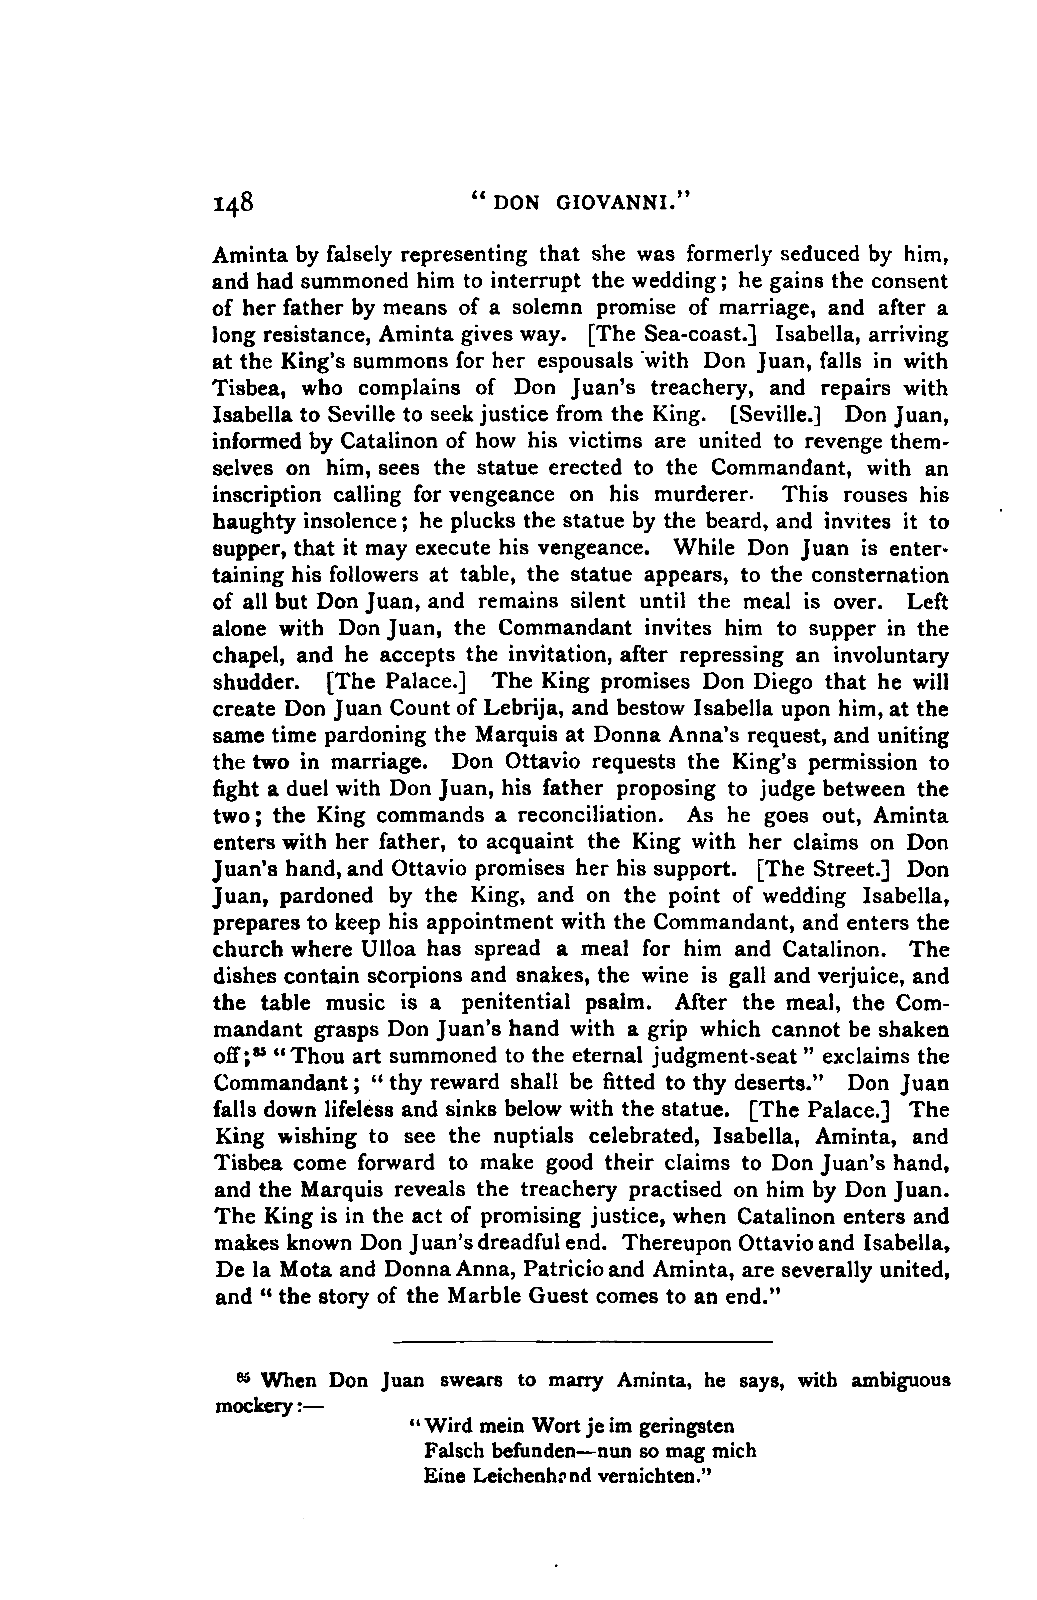 148 " DON GIOVANNI."
Aminta by falsely representing that she was formerly seduced by him,
and had summoned him to interrupt the wedding; he gains the consent
of her father by means of a solemn promise of marriage, and after a
long resistance, Aminta gives way. [The Sea-coast.] Isabella, arriving
at the King's summons for her espousals with Don Juan, falls in with
Tisbea, who complains of Don Juan's treachery, and repairs with
Isabella to Seville to seek justice from the King. [Seville.] Don Juan,
informed by Catalinon of how his victims are united to revenge them-
selves on him, sees the statue erected to the Commandant, with an
inscription calling for vengeance on his murderer. This rouses his
haughty insolence; he plucks the statue by the beard, and invites it to
supper, that it may execute his vengeance. While Don Juan is enter-
taining his followers at table, the statue appears, to the consternation
of all but Don Juan, and remains silent until the meal is over. Left
alone with Don Juan, the Commandant invites him to supper in the
chapel, and he accepts the invitation, after repressing an involuntary
shudder. [The Palace.] The King promises Don Diego that he will
create Don Juan Count of Lebrija, and bestow Isabella upon him, at the
same time pardoning the Marquis at Donna Anna's request, and uniting
the two in marriage. Don Ottavio requests the King's permission to
fight a duel with Don Juan, his father proposing to judge between the
two; the King commands a reconciliation. As he goes out, Aminta
enters with her father, to acquaint the King with her claims on Don
Juan's hand, and Ottavio promises her his support. [The Street.] Don
Juan, pardoned by the King, and on the point of wedding Isabella,
prepares to keep his appointment with the Commandant, and enters the
church where Ulloa has spread a meal for him and Catalinon. The
dishes contain scorpions and snakes, the wine is gall and verjuice, and
the table music is a penitential psalm. After the meal, the Com-
mandant grasps Don Juan's hand with a grip which cannot be shaken
off;⁸⁵ "Thou art summoned to the eternal judgment-seat" exclaims the
Commandant; "thy reward shall be fitted to thy deserts." Don Juan
falls down lifeless and sinks below with the statue. [The Palace.] The
King wishing to see the nuptials celebrated, Isabella, Aminta, and
Tisbea come forward to make good their claims to Don Juan's hand,
and the Marquis reveals the treachery practised on him by Don Juan.
The King is in the act of promising justice, when Catalinon enters and
makes known Don Juan's dreadful end. Thereupon Ottavio and Isabella,
De la Mota and Donna Anna, Patricio and Aminta, are severally united,
and "the story of the Marble Guest comes to an end."
⁸⁵ When Don Juan swears to marry Aminta, he says, with ambiguous
mockery:—
"Wird mein Wort je im geringsten
Falsch befunden—nun so mag mich
Eine Leichenhand vernichten."